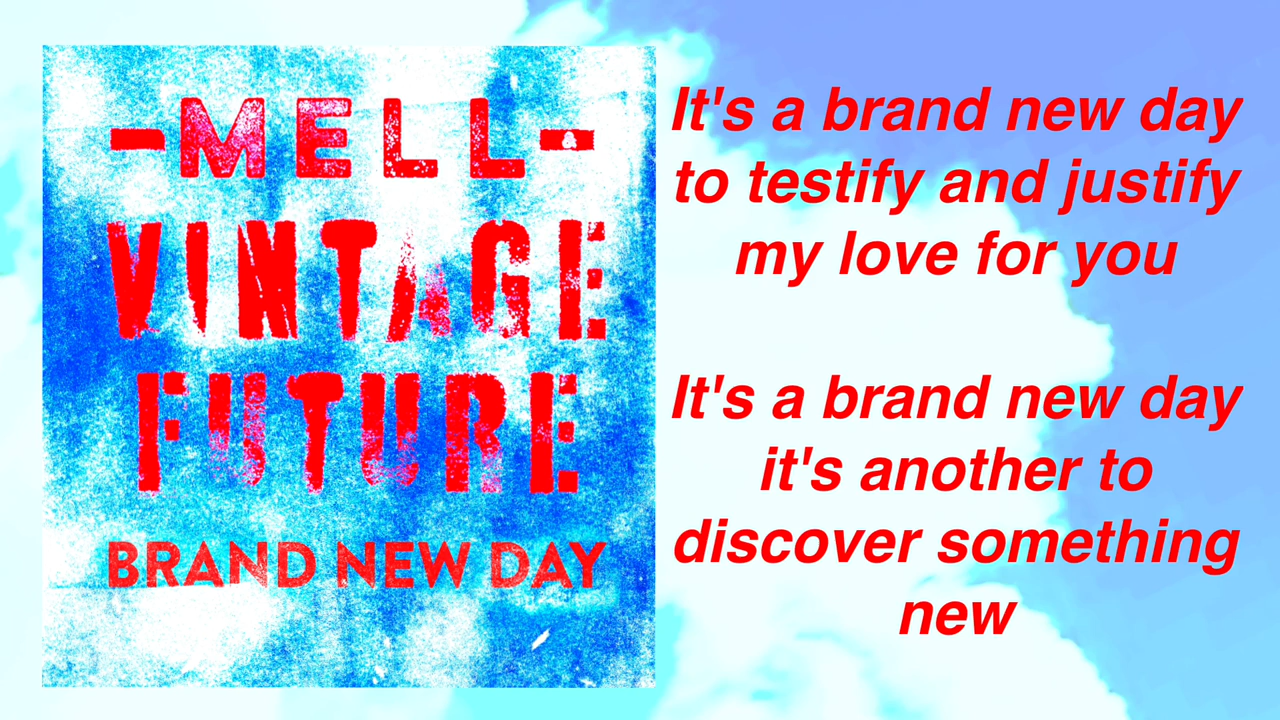 -MELL-
&
VINTAGE
FUTURE
BRAND NEW DAY
It's a brand new day
to testify and justify
my love for you
It's a brand new day
it's another to
discover something
new